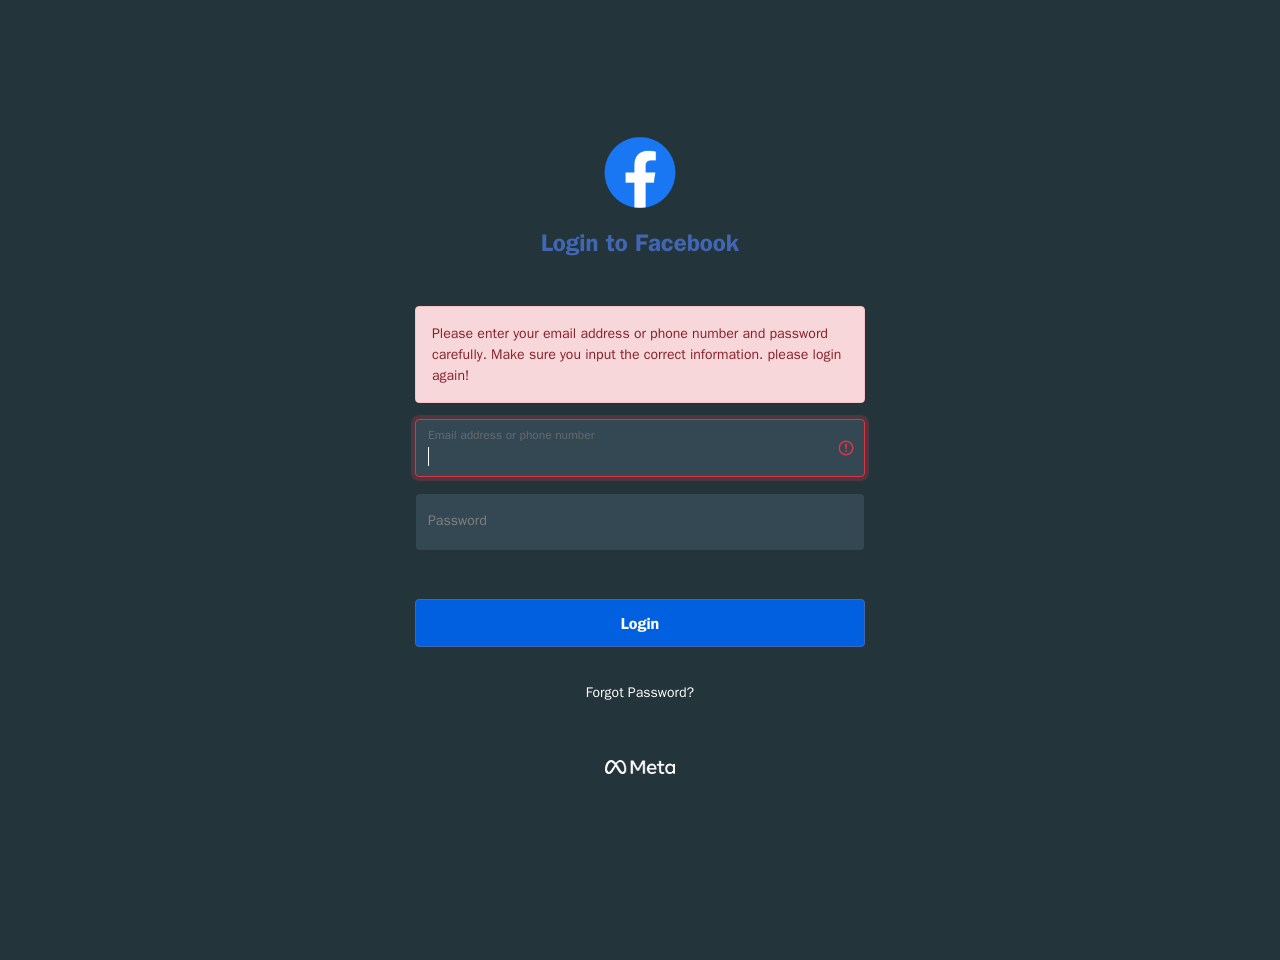 Login to Facebook
Please enter your email address or phone number and password
carefully. Make sure you input the correct information. please login
again!
Email address or phone number
Password
Login
Forgot Password?
Meta